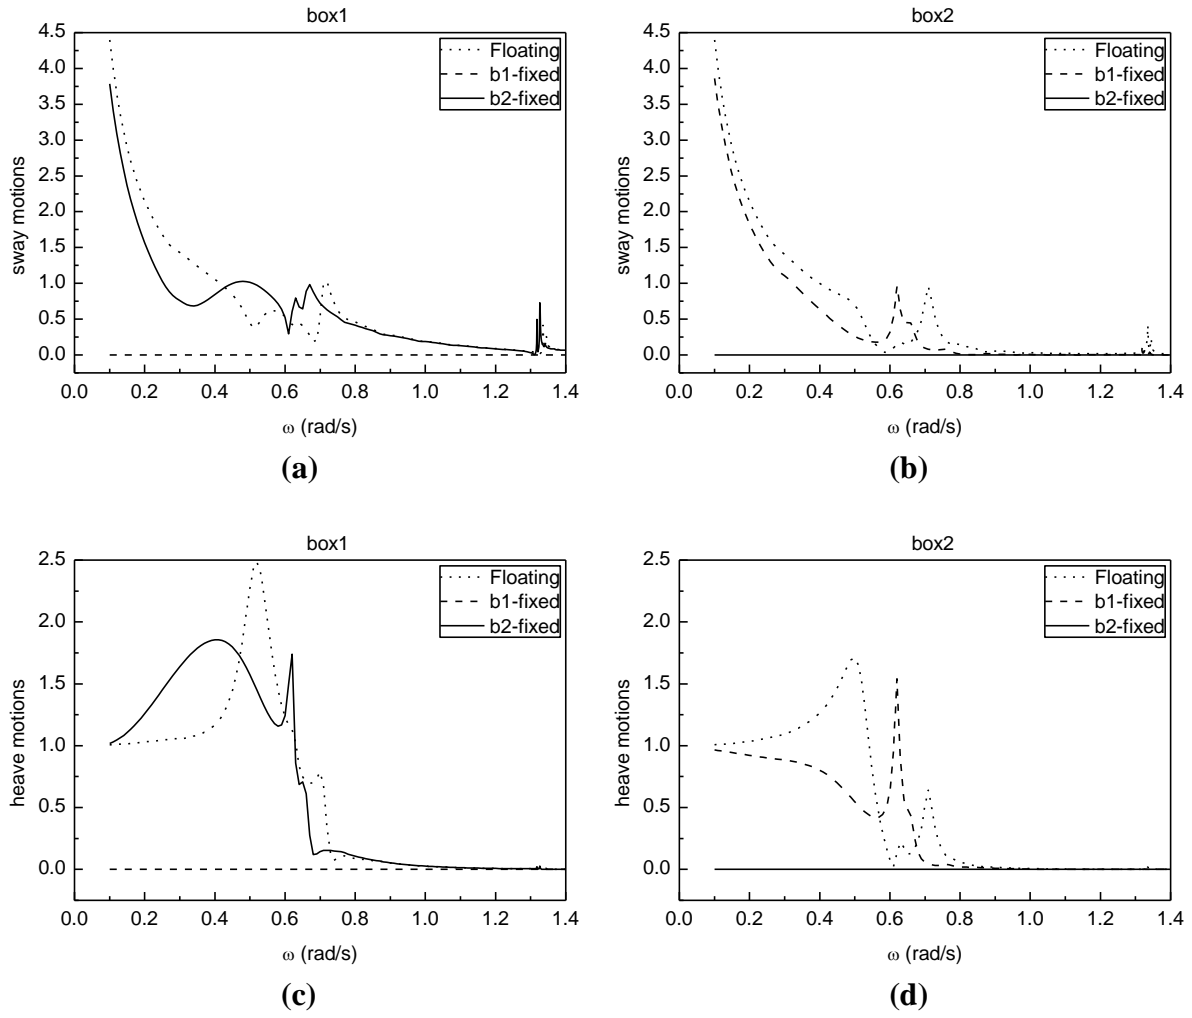 box1
box2
4.5
4.0
3.5
3.0
2.5
2.0
1.5
1.0
0.5
0.0
sway motions
Floating
b1-fixed
b2-fixed
0.0 0.2 0.4 0.6 0.8 1.0 1.2 1.4
ω (rad/s)
(a)
4.5
4.0
3.5
3.0
2.5
2.0
1.5
1.0
0.5
0.0
sway motions
Floating
b1-fixed
b2-fixed
0.0 0.2 0.4 0.6 0.8 1.0 1.2 1.4
ω (rad/s)
(b)
box1
2.5
2.0
1.5
1.0
0.5
0.0
heave motions
Floating
b1-fixed
b2-fixed
0.0 0.2 0.4 0.6 0.8 1.0 1.2 1.4
ω (rad/s)
(c)
box2
2.5
2.0
1.5
1.0
0.5
0.0
heave motions
Floating
b1-fixed
b2-fixed
0.0 0.2 0.4 0.6 0.8 1.0 1.2 1.4
ω (rad/s)
(d)